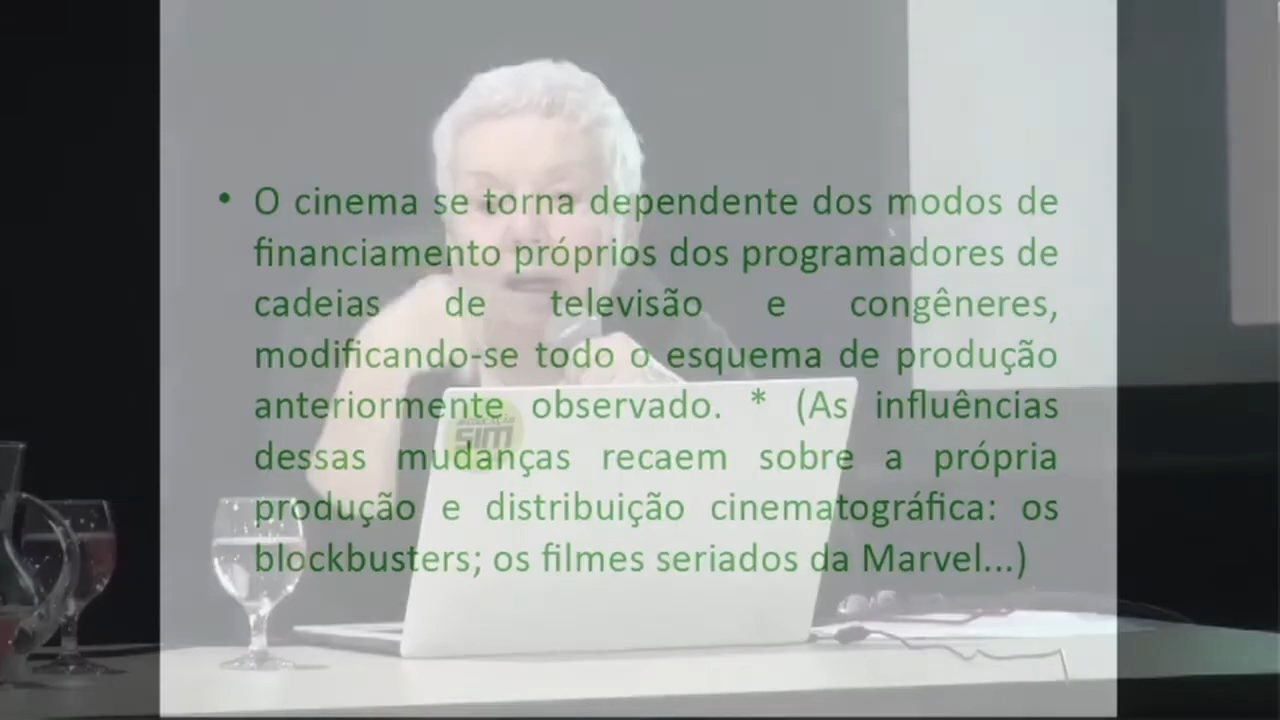 • O cinema se torna dependente dos modos de
financiamento próprios dos programadores de
cadeias de televisão e congêneres,
modificando-se todo o esquema de produção
anteriormente observado. * (As influências
dessas mudanças recaem sobre a própria
produção e distribuição cinematográfica: os
blockbusters; os filmes seriados da Marvel...)
SIM